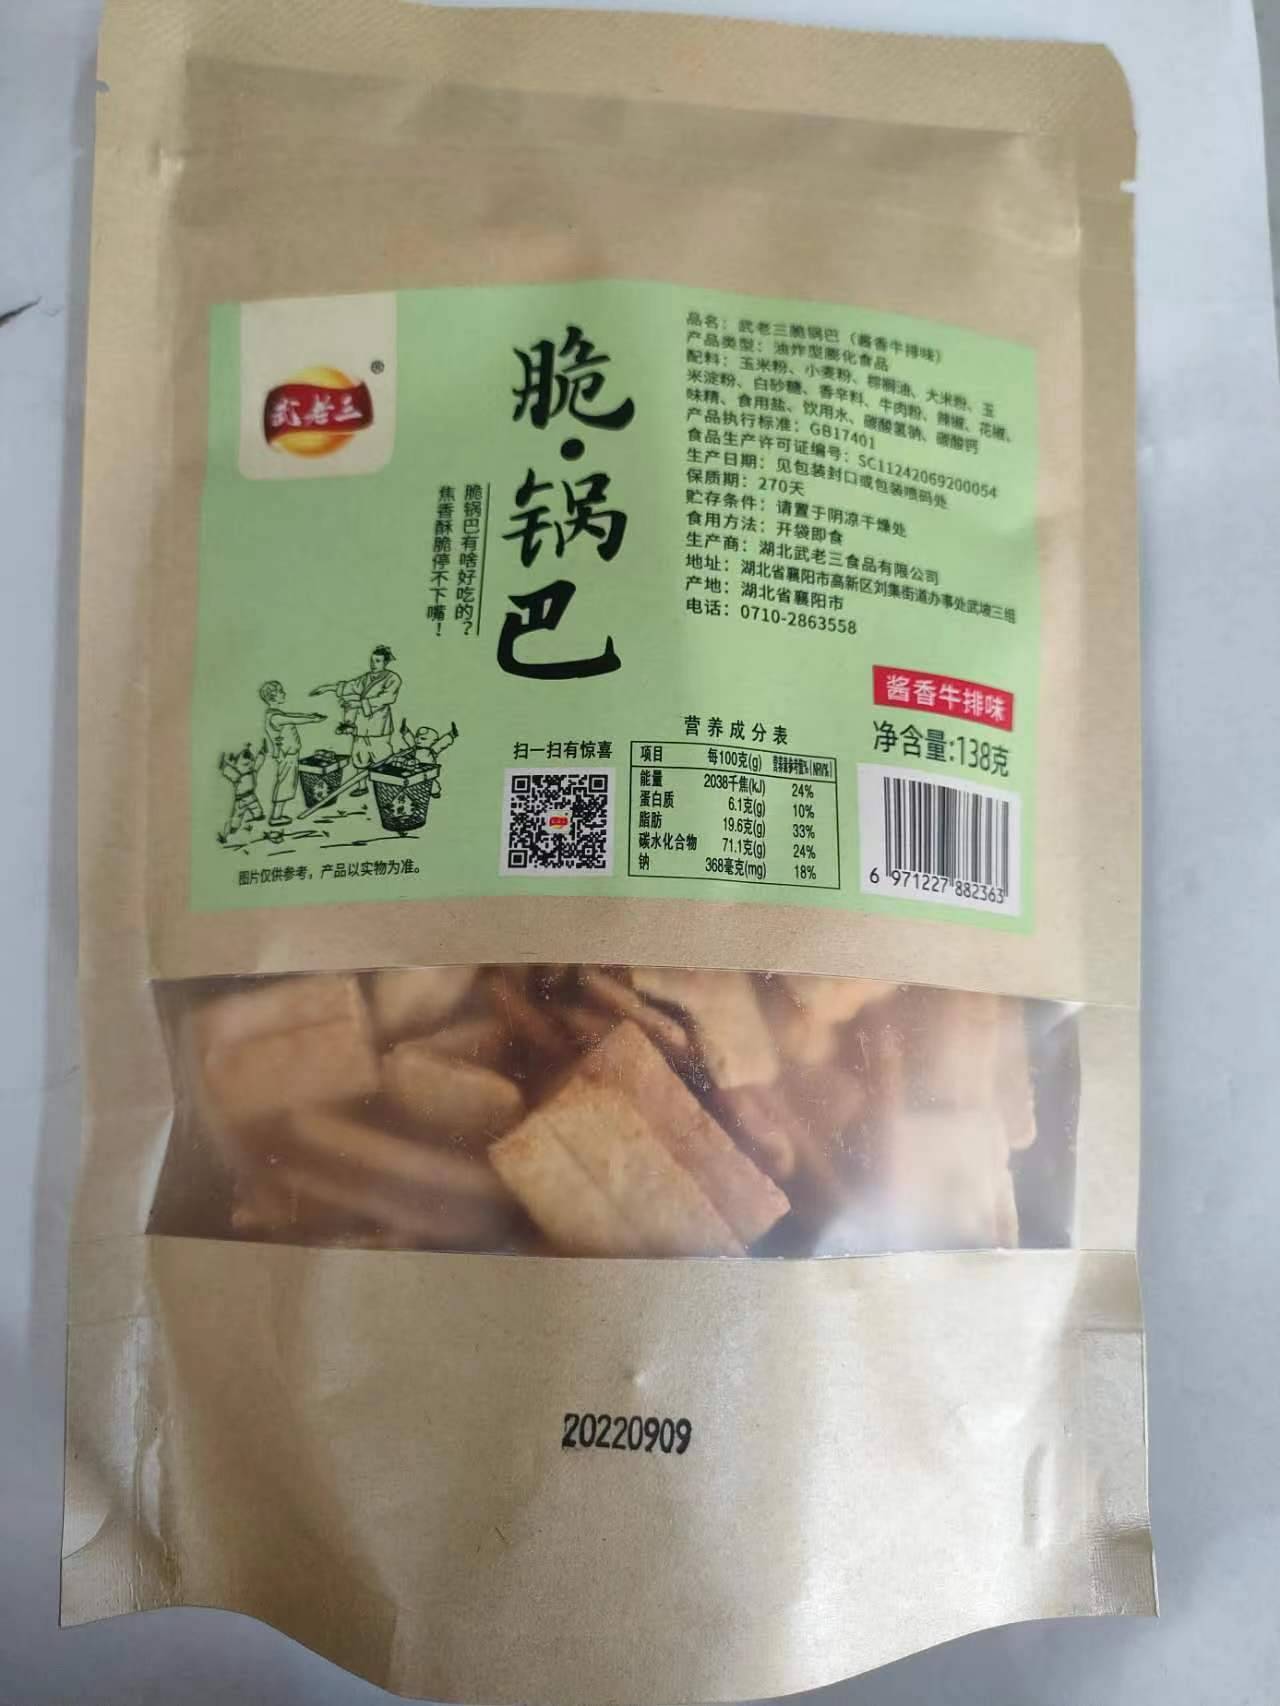 武老三
®
脆·锅巴
脆锅巴有啥好吃的？
焦香酥脆停不下嘴！
品名：武老三脆锅巴（酱香牛排味）
产品类型：油炸型膨化食品
配料：玉米粉、小麦粉、棕榈油、大米粉、玉
米淀粉、白砂糖、香辛料、牛肉粉、辣椒、花椒、
味精、食用盐、饮用水、碳酸氢钠、碳酸钙
产品执行标准：GB17401
食品生产许可证编号：SC11242069200054
生产日期：见包装封口或包装喷码处
保质期：270天
贮存条件：请置于阴凉干燥处
食用方法：开袋即食
生产商：湖北武老三食品有限公司
地址：湖北省襄阳市高新区刘集街道办事处武坡三组
产地：湖北省襄阳市
电话：0710-2863558
酱香牛排味
净含量:138克
扫一扫有惊喜
营养成分表
项目 每100克(g) 营养素参考值%(NRV%)
能量 2038千焦(kJ) 24%
蛋白质 6.1克(g) 10%
脂肪 19.6克(g) 33%
碳水化合物 71.1克(g) 24%
钠 368毫克(mg) 18%
6 971227 882363
图片仅供参考，产品以实物为准。
20220909